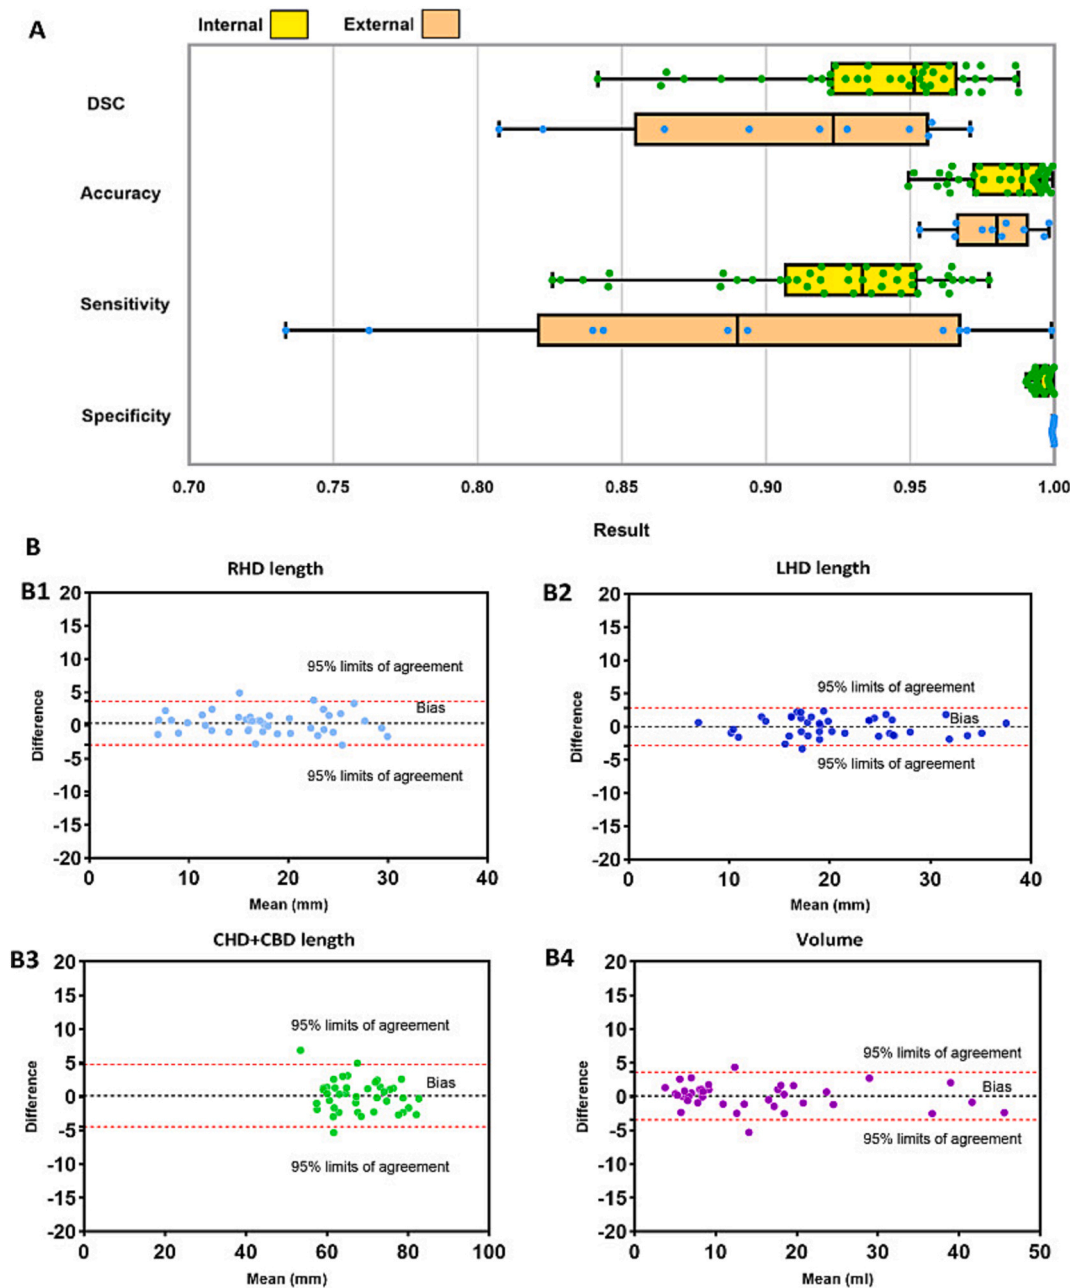 A
Internal
External
DSC
Accuracy
Sensitivity
Specificity
0.70 0.75 0.80 0.85 0.90 0.95 1.00
Result
B
B1
RHD length
20
15
10
5
0
-5
-10
-15
-20
Difference
95% limits of agreement
Bias
95% limits of agreement
0 10 20 30 40
Mean (mm)
B2
LHD length
20
15
10
5
0
-5
-10
-15
-20
Difference
95% limits of agreement
Bias
95% limits of agreement
0 10 20 30 40
Mean (mm)
B3
CHD+CBD length
20
15
10
5
0
-5
-10
-15
-20
Difference
95% limits of agreement
Bias
95% limits of agreement
0 20 40 60 80 100
Mean (mm)
B4
Volume
20
15
10
5
0
-5
-10
-15
-20
Difference
95% limits of agreement
Bias
95% limits of agreement
0 10 20 30 40 50
Mean (ml)